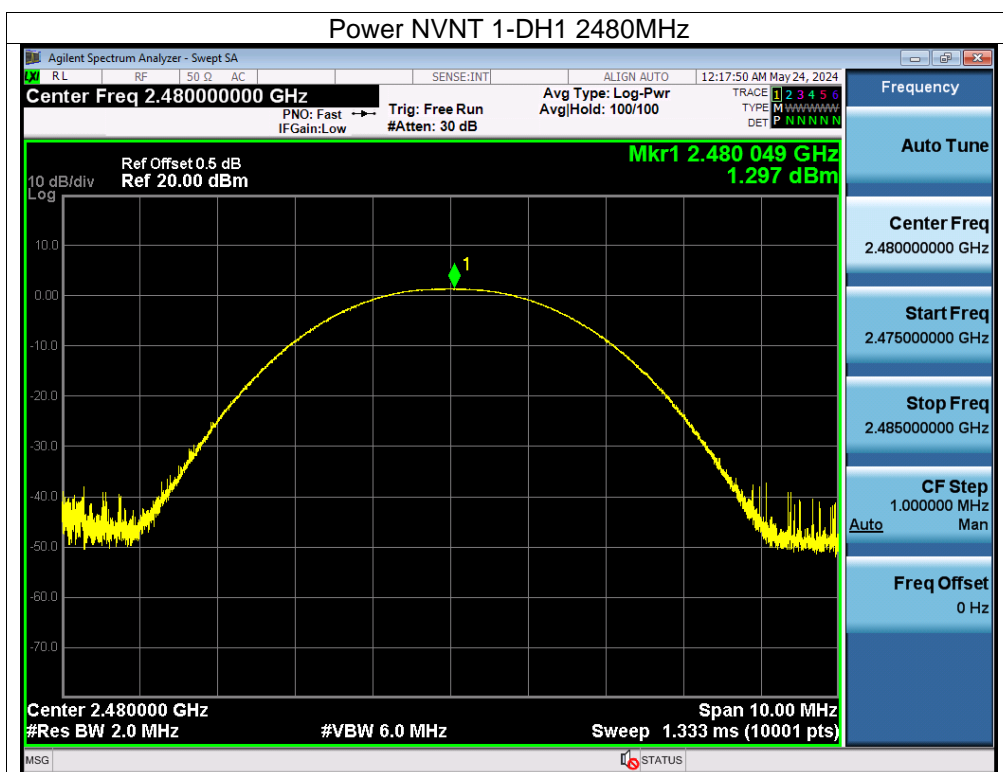 Power NVNT 1-DH1 2480MHz
Agilent Spectrum Analyzer - Swept SA
LXI RL RF 50 Ω AC SENSE:INT ALIGN AUTO 12:17:50 AM May 24, 2024
Center Freq 2.480000000 GHz
PNO: Fast
IFGain:Low
Trig: Free Run
#Atten: 30 dB
Avg Type: Log-Pwr
Avg|Hold: 100/100
TRACE 1 2 3 4 5 6
TYPE M WWWWW
DET P N N N N N
Ref Offset 0.5 dB
10 dB/div Ref 20.00 dBm
Log
Mkr1 2.480 049 GHz
1.297 dBm
1
10.0
0.00
-10.0
-20.0
-30.0
-40.0
-50.0
-60.0
-70.0
Center 2.480000 GHz Span 10.00 MHz
#Res BW 2.0 MHz #VBW 6.0 MHz Sweep 1.333 ms (10001 pts)
MSG STATUS
Frequency
Auto Tune
Center Freq
2.480000000 GHz
Start Freq
2.475000000 GHz
Stop Freq
2.485000000 GHz
CF Step
1.000000 MHz
Auto Man
Freq Offset
0 Hz